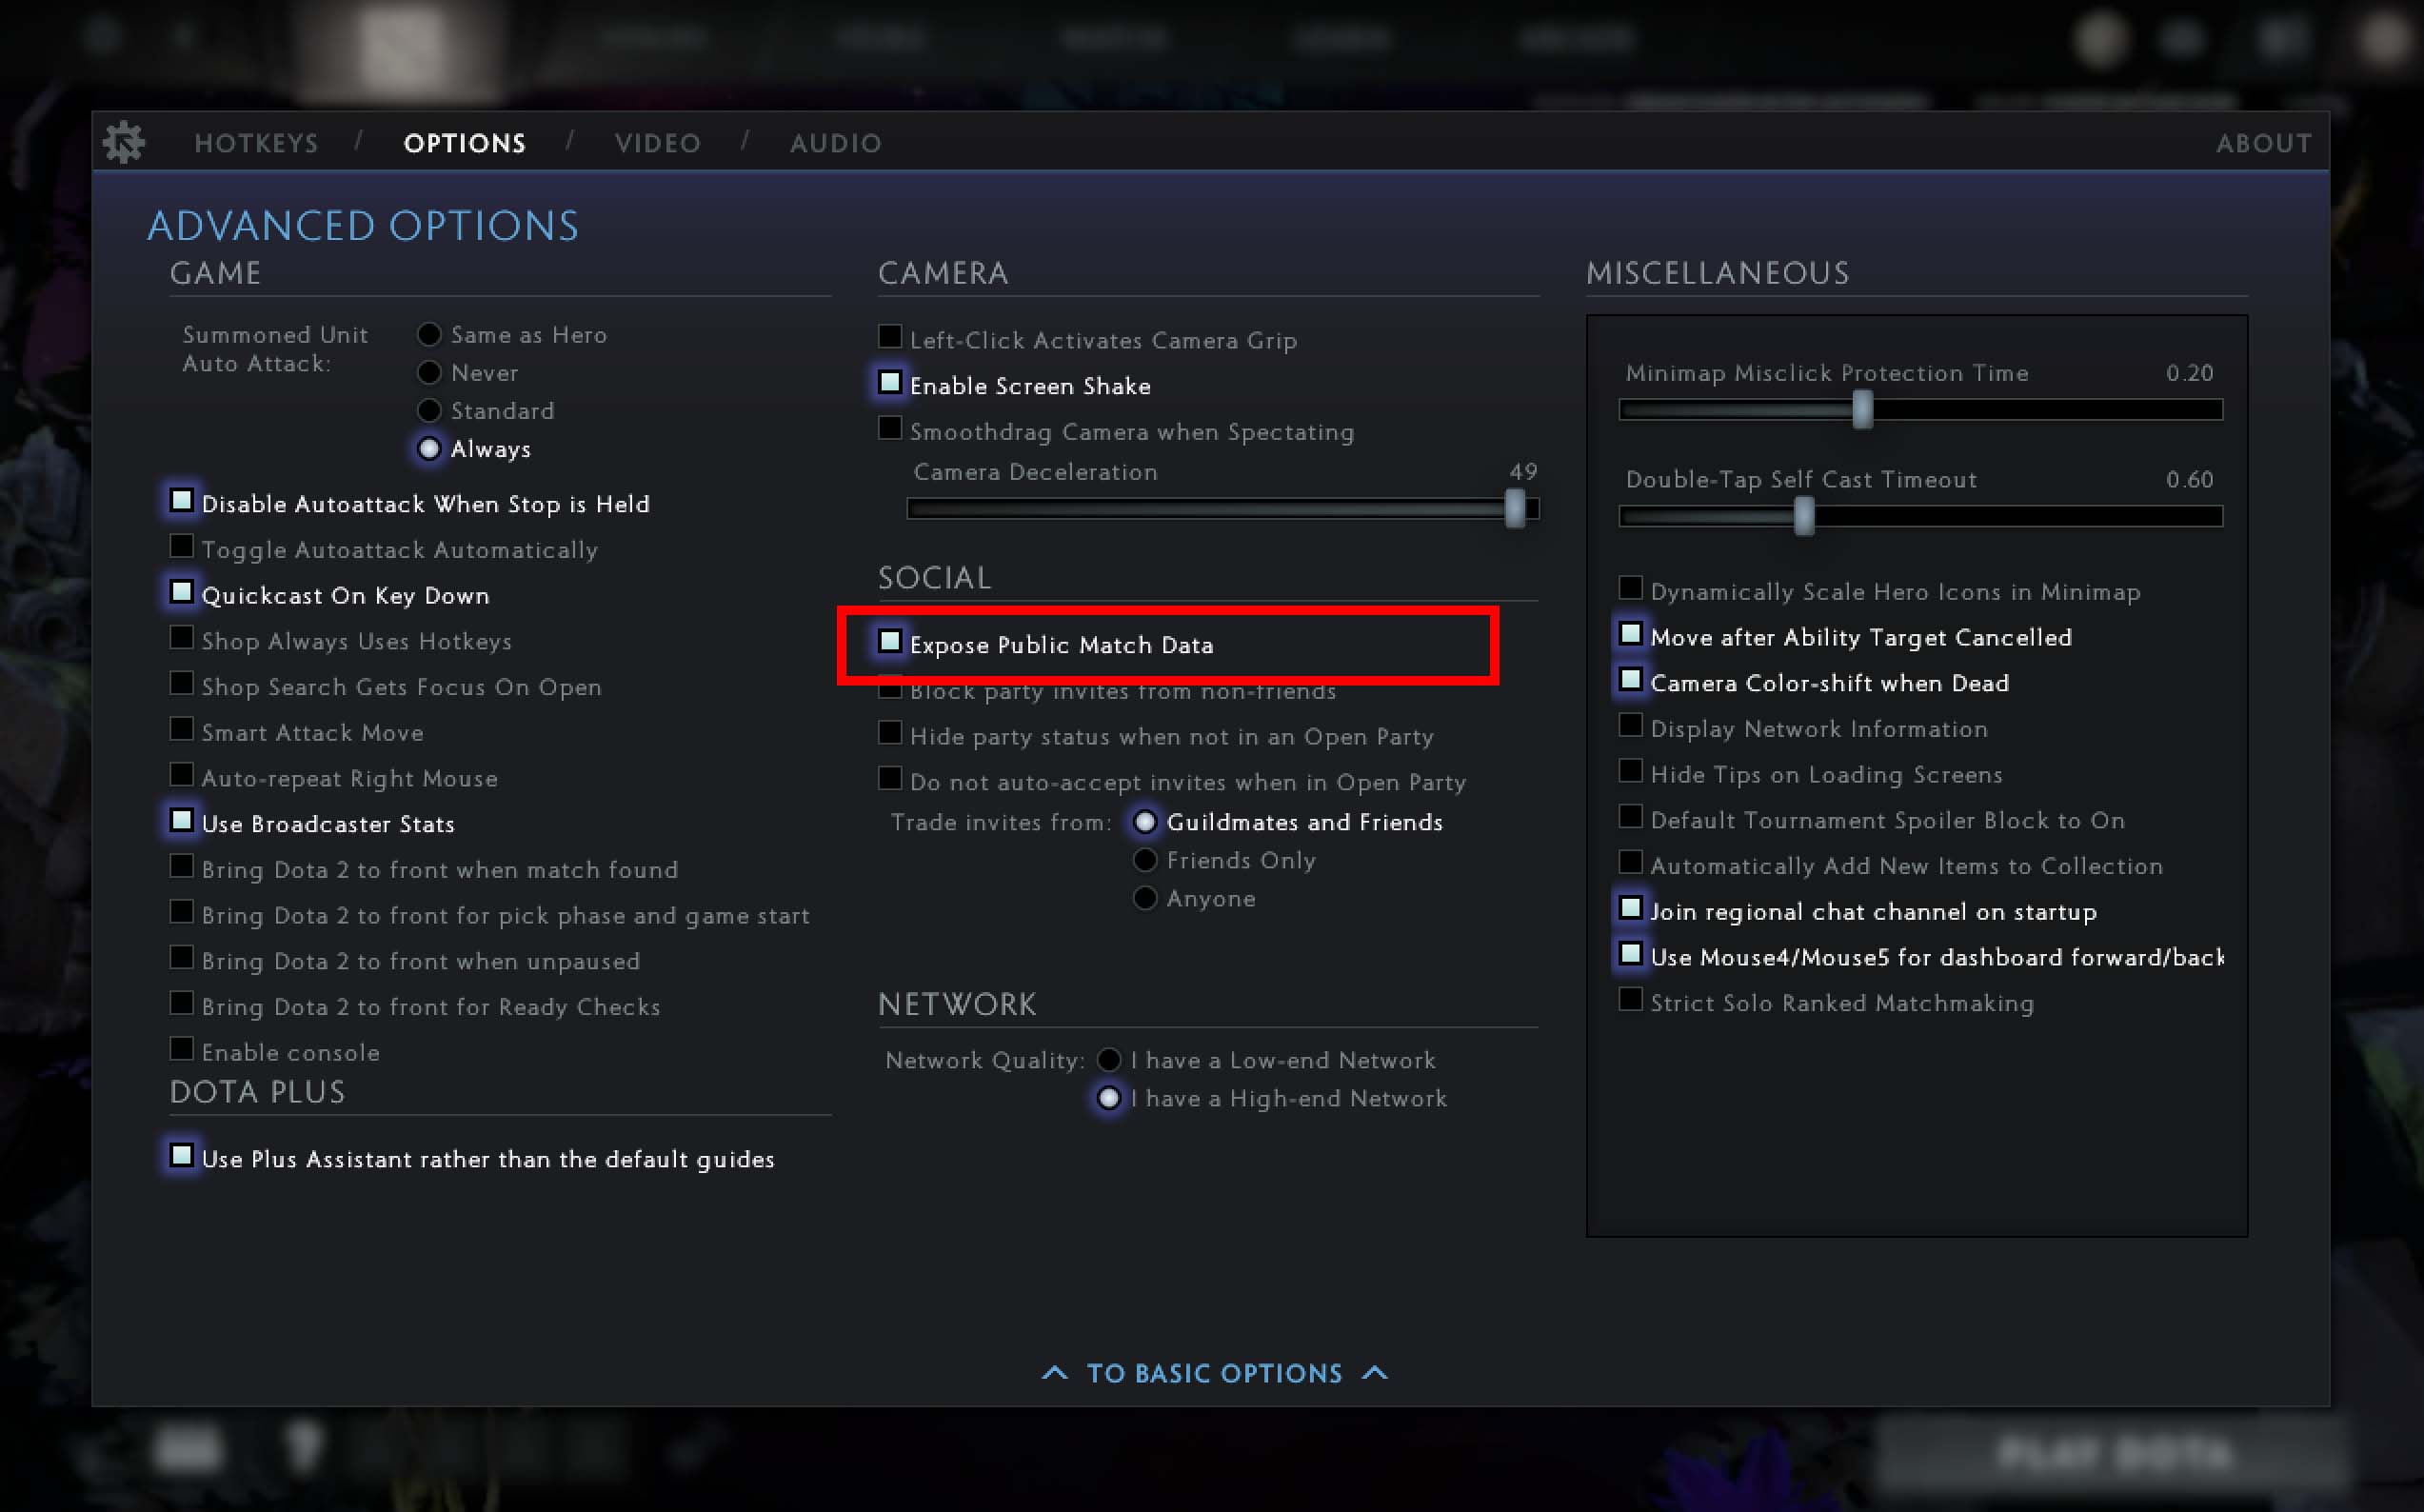 HOTKEYS / OPTIONS / VIDEO / AUDIO
ABOUT
ADVANCED OPTIONS
GAME
Summoned Unit
Auto Attack:
Same as Hero
Never
Standard
Always
Disable Autoattack When Stop is Held
Toggle Autoattack Automatically
Quickcast On Key Down
Shop Always Uses Hotkeys
Shop Search Gets Focus On Open
Smart Attack Move
Auto-repeat Right Mouse
Use Broadcaster Stats
Bring Dota 2 to front when match found
Bring Dota 2 to front for pick phase and game start
Bring Dota 2 to front when unpaused
Bring Dota 2 to front for Ready Checks
Enable console
DOTA PLUS
Use Plus Assistant rather than the default guides
CAMERA
Left-Click Activates Camera Grip
Enable Screen Shake
Smoothdrag Camera when Spectating
Camera Deceleration 49
SOCIAL
Expose Public Match Data
Block party invites from non-friends
Hide party status when not in an Open Party
Do not auto-accept invites when in Open Party
Trade invites from: Guildmates and Friends
Friends Only
Anyone
NETWORK
Network Quality: I have a Low-end Network
I have a High-end Network
MISCELLANEOUS
Minimap Misclick Protection Time 0.20
Double-Tap Self Cast Timeout 0.60
Dynamically Scale Hero Icons in Minimap
Move after Ability Target Cancelled
Camera Color-shift when Dead
Display Network Information
Hide Tips on Loading Screens
Default Tournament Spoiler Block to On
Automatically Add New Items to Collection
Join regional chat channel on startup
Use Mouse4/Mouse5 for dashboard forward/back
Strict Solo Ranked Matchmaking
TO BASIC OPTIONS
PLAY DOTA